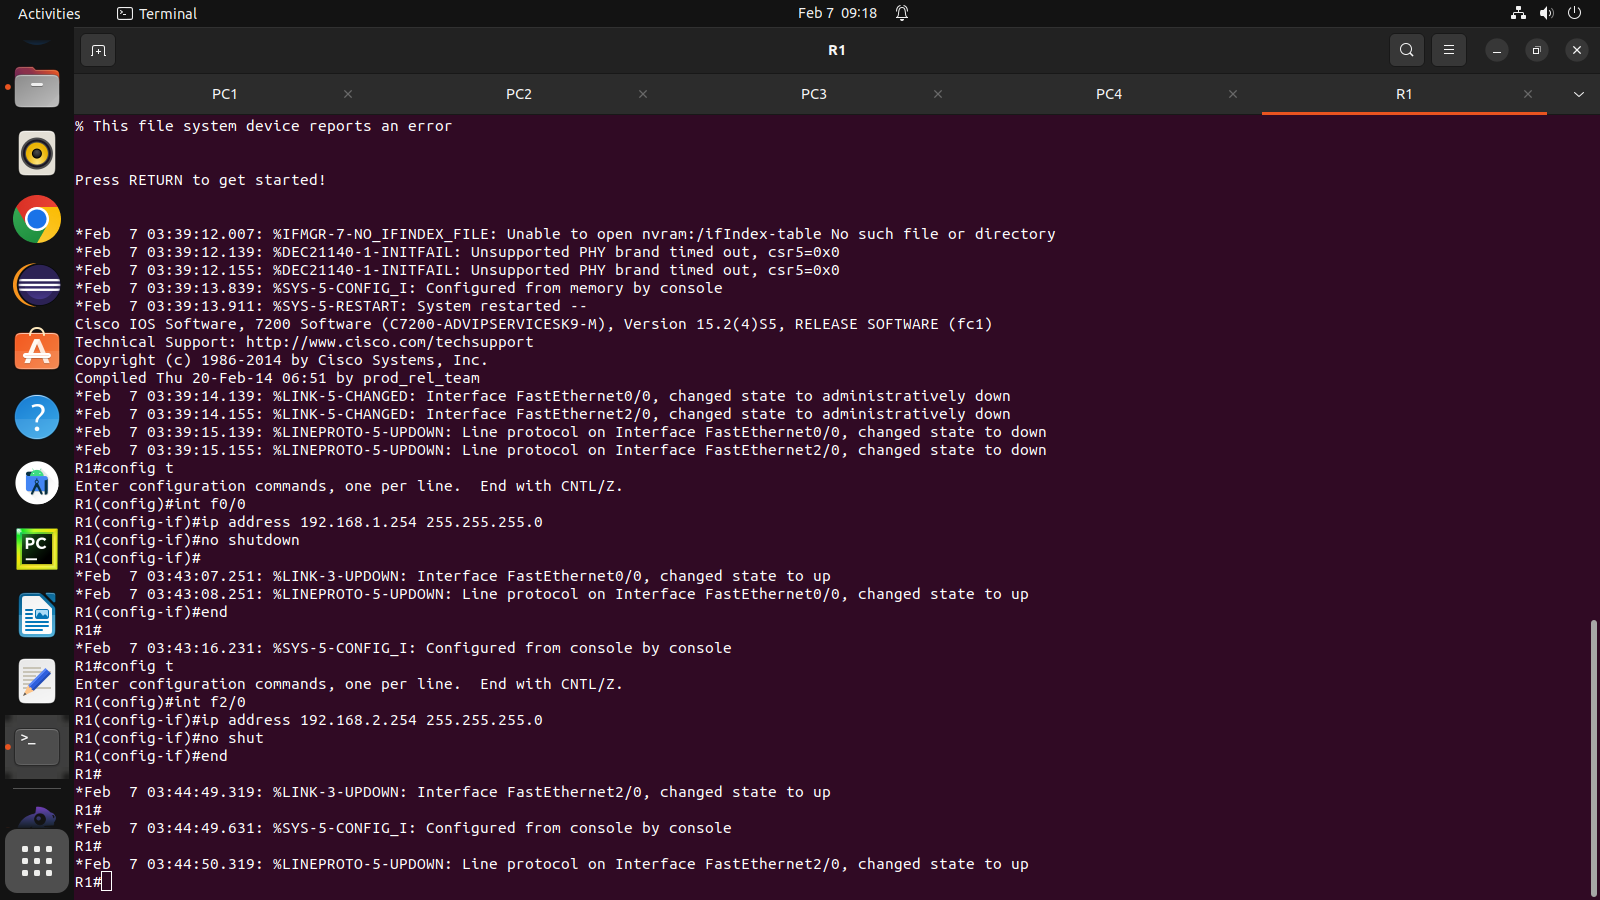 Activities
Terminal
Feb 7 09:18
R1
PC1
PC2
PC3
PC4
R1
% This file system device reports an error
Press RETURN to get started!
*Feb  7 03:39:12.007: %IFMGR-7-NO_IFINDEX_FILE: Unable to open nvram:/ifIndex-table No such file or directory
*Feb  7 03:39:12.139: %DEC21140-1-INITFAIL: Unsupported PHY brand timed out, csr5=0x0
*Feb  7 03:39:12.155: %DEC21140-1-INITFAIL: Unsupported PHY brand timed out, csr5=0x0
*Feb  7 03:39:13.839: %SYS-5-CONFIG_I: Configured from memory by console
*Feb  7 03:39:13.911: %SYS-5-RESTART: System restarted --
Cisco IOS Software, 7200 Software (C7200-ADVIPSERVICESK9-M), Version 15.2(4)S5, RELEASE SOFTWARE (fc1)
Technical Support: http://www.cisco.com/techsupport
Copyright (c) 1986-2014 by Cisco Systems, Inc.
Compiled Thu 20-Feb-14 06:51 by prod_rel_team
*Feb  7 03:39:14.139: %LINK-5-CHANGED: Interface FastEthernet0/0, changed state to administratively down
*Feb  7 03:39:14.155: %LINK-5-CHANGED: Interface FastEthernet2/0, changed state to administratively down
*Feb  7 03:39:15.139: %LINEPROTO-5-UPDOWN: Line protocol on Interface FastEthernet0/0, changed state to down
*Feb  7 03:39:15.155: %LINEPROTO-5-UPDOWN: Line protocol on Interface FastEthernet2/0, changed state to down
R1#config t
Enter configuration commands, one per line.  End with CNTL/Z.
R1(config)#int f0/0
R1(config-if)#ip address 192.168.1.254 255.255.255.0
R1(config-if)#no shutdown
R1(config-if)#
*Feb  7 03:43:07.251: %LINK-3-UPDOWN: Interface FastEthernet0/0, changed state to up
*Feb  7 03:43:08.251: %LINEPROTO-5-UPDOWN: Line protocol on Interface FastEthernet0/0, changed state to up
R1(config-if)#end
R1#
*Feb  7 03:43:16.231: %SYS-5-CONFIG_I: Configured from console by console
R1#config t
Enter configuration commands, one per line.  End with CNTL/Z.
R1(config)#int f2/0
R1(config-if)#ip address 192.168.2.254 255.255.255.0
R1(config-if)#no shut
R1(config-if)#end
R1#
*Feb  7 03:44:49.319: %LINK-3-UPDOWN: Interface FastEthernet2/0, changed state to up
R1#
*Feb  7 03:44:49.631: %SYS-5-CONFIG_I: Configured from console by console
R1#
*Feb  7 03:44:50.319: %LINEPROTO-5-UPDOWN: Line protocol on Interface FastEthernet2/0, changed state to up
R1#
?
AI
PC
>_